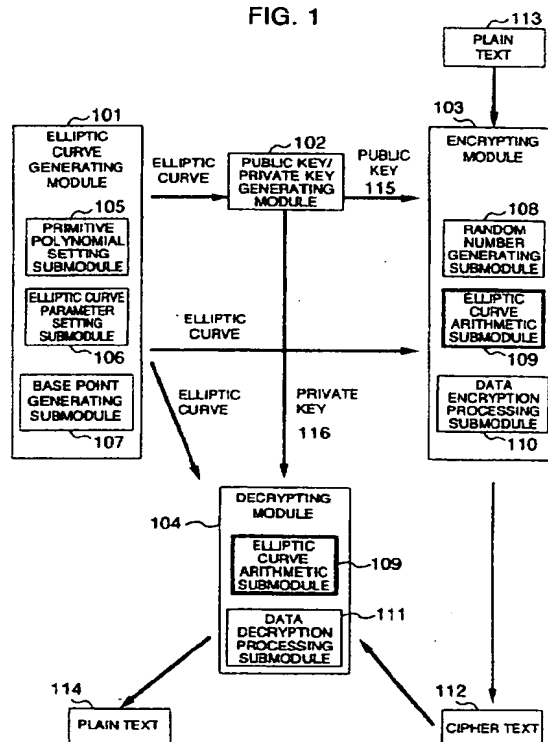 FIG. 1
113
PLAIN
TEXT
101
ELLIPTIC
CURVE
GENERATING
MODULE
105
PRIMITIVE
POLYNOMIAL
SETTING
SUBMODULE
ELLIPTIC CURVE
PARAMETER
SETTING
SUBMODULE
106
BASE POINT
GENERATING
SUBMODULE
107
ELLIPTIC
CURVE
102
PUBLIC KEY/
PRIVATE KEY
GENERATING
MODULE
PUBLIC
KEY
115
103
ENCRYPTING
MODULE
108
RANDOM
NUMBER
GENERATING
SUBMODULE
ELLIPTIC
CURVE
ARITHMETIC
SUBMODULE
109
DATA
ENCRYPTION
PROCESSING
SUBMODULE
110
ELLIPTIC
CURVE
ELLIPTIC
CURVE
PRIVATE
KEY
116
104
DECRYPTING
MODULE
ELLIPTIC
CURVE
ARITHMETIC
SUBMODULE
109
111
DATA
DECRYPTION
PROCESSING
SUBMODULE
114
PLAIN TEXT
112
CIPHER TEXT